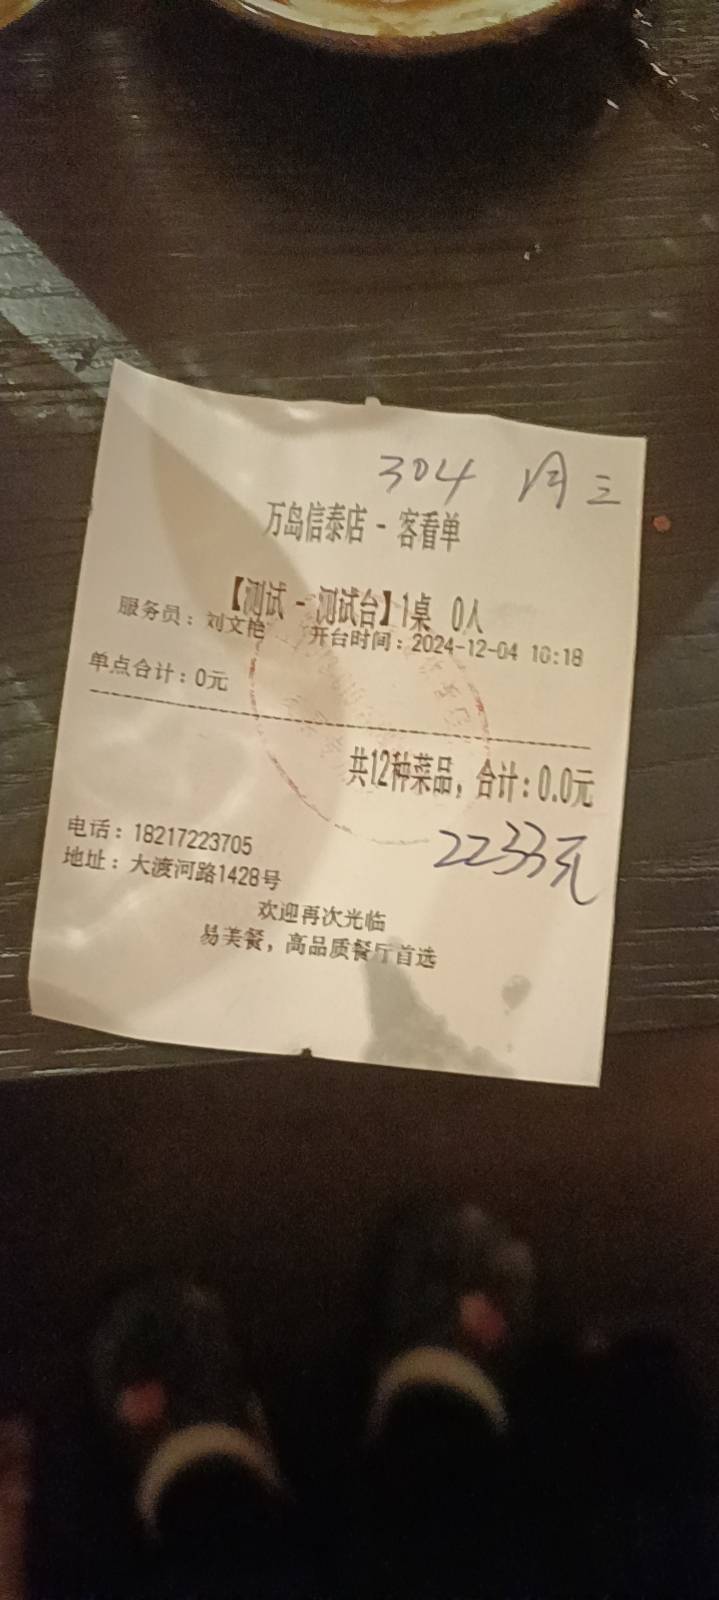 304 周三
万岛信泰店 - 客看单
【测试 - 测试台】1桌 0人
服务员：刘文艳 开台时间：2024-12-04 10:18
单点合计：0元
共12种菜品，合计：0.0元
2233元
电话：18217223705
地址：大渡河路1428号
欢迎再次光临
易美餐，高品质餐厅首选